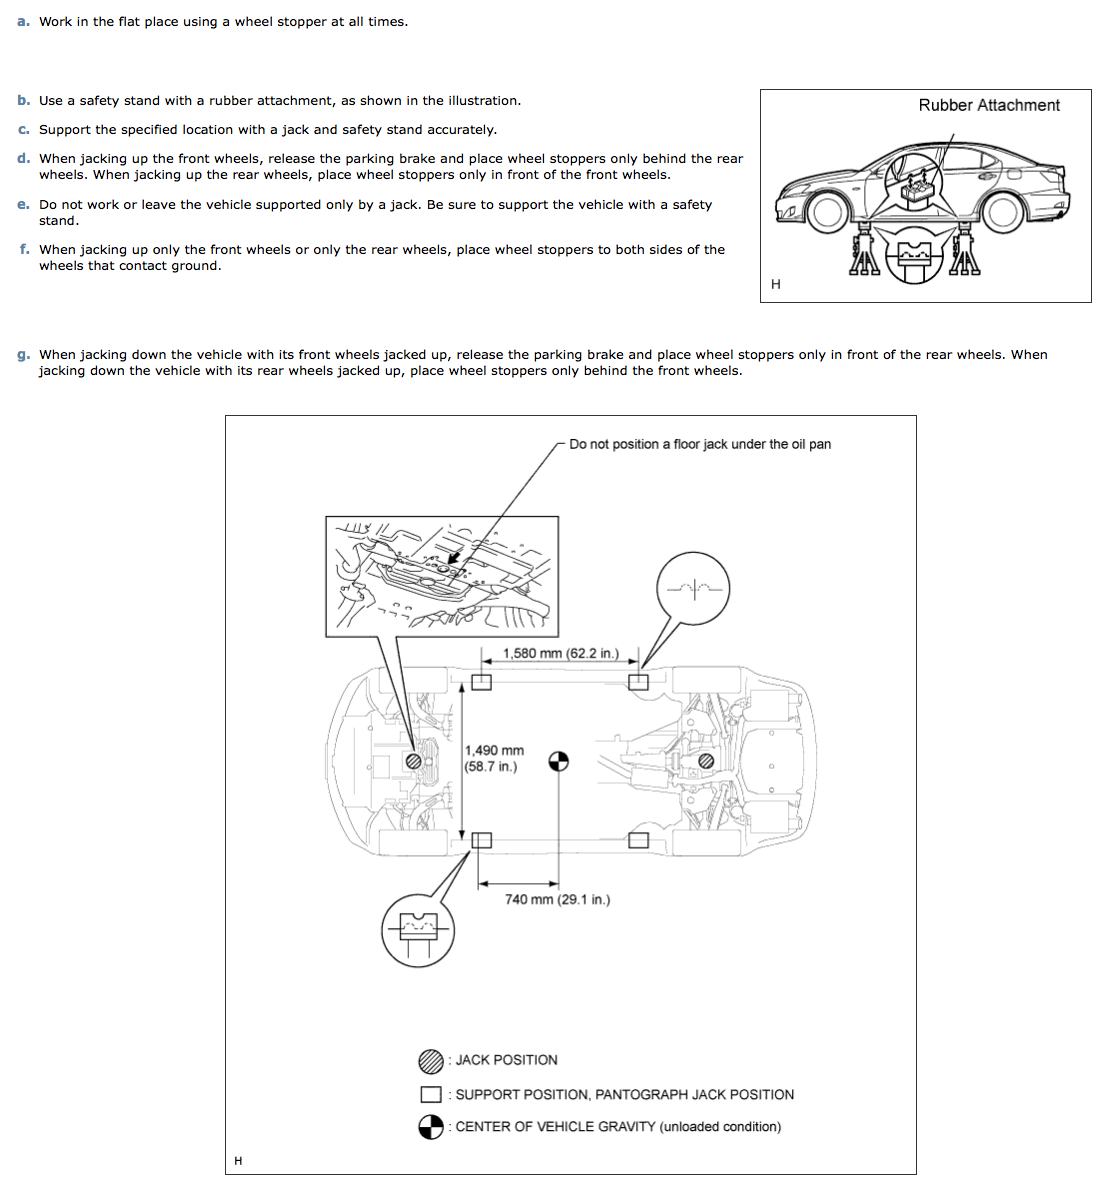 a. Work in the flat place using a wheel stopper at all times.
b. Use a safety stand with a rubber attachment, as shown in the illustration.
c. Support the specified location with a jack and safety stand accurately.
d. When jacking up the front wheels, release the parking brake and place wheel stoppers only behind the rear
wheels. When jacking up the rear wheels, place wheel stoppers only in front of the front wheels.
e. Do not work or leave the vehicle supported only by a jack. Be sure to support the vehicle with a safety
stand.
f. When jacking up only the front wheels or only the rear wheels, place wheel stoppers to both sides of the
wheels that contact ground.
Rubber Attachment
H
g. When jacking down the vehicle with its front wheels jacked up, release the parking brake and place wheel stoppers only in front of the rear wheels. When
jacking down the vehicle with its rear wheels jacked up, place wheel stoppers only behind the front wheels.
Do not position a floor jack under the oil pan
1,580 mm (62.2 in.)
1,490 mm
(58.7 in.)
740 mm (29.1 in.)
: JACK POSITION
: SUPPORT POSITION, PANTOGRAPH JACK POSITION
: CENTER OF VEHICLE GRAVITY (unloaded condition)
H